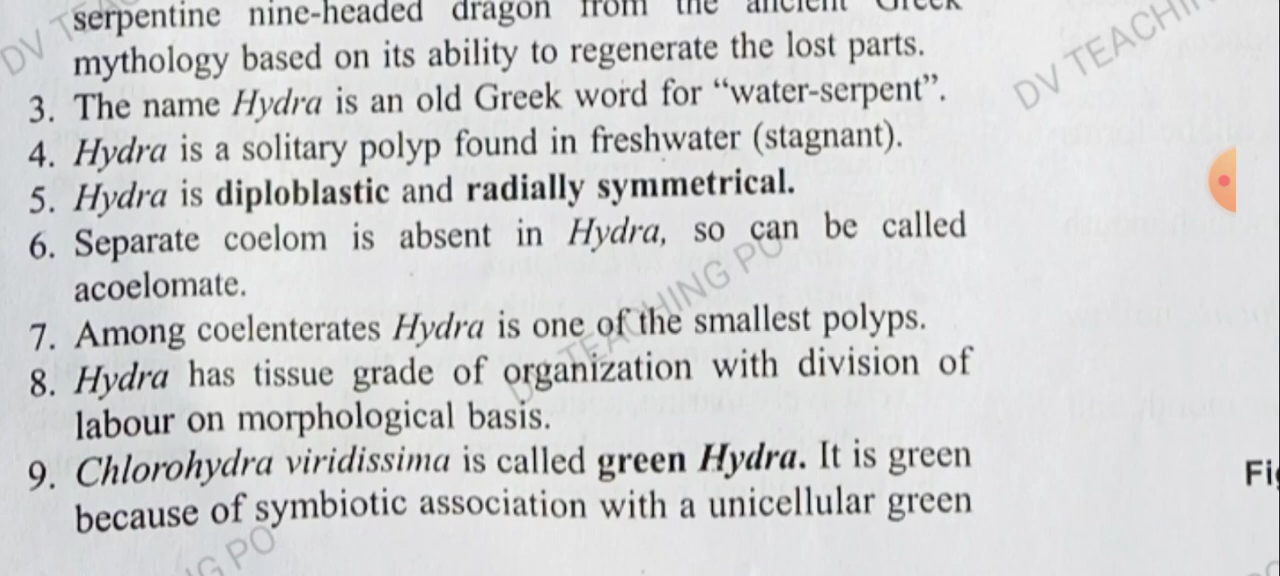 serpentine nine-headed dragon from the ancient Greek
mythology based on its ability to regenerate the lost parts.
3. The name Hydra is an old Greek word for “water-serpent”.
4. Hydra is a solitary polyp found in freshwater (stagnant).
5. Hydra is diploblastic and radially symmetrical.
6. Separate coelom is absent in Hydra, so can be called
acoelomate.
7. Among coelenterates Hydra is one of the smallest polyps.
8. Hydra has tissue grade of organization with division of
labour on morphological basis.
9. Chlorohydra viridissima is called green Hydra. It is green
because of symbiotic association with a unicellular green
DV TEACHING PO
DV TEACHIN